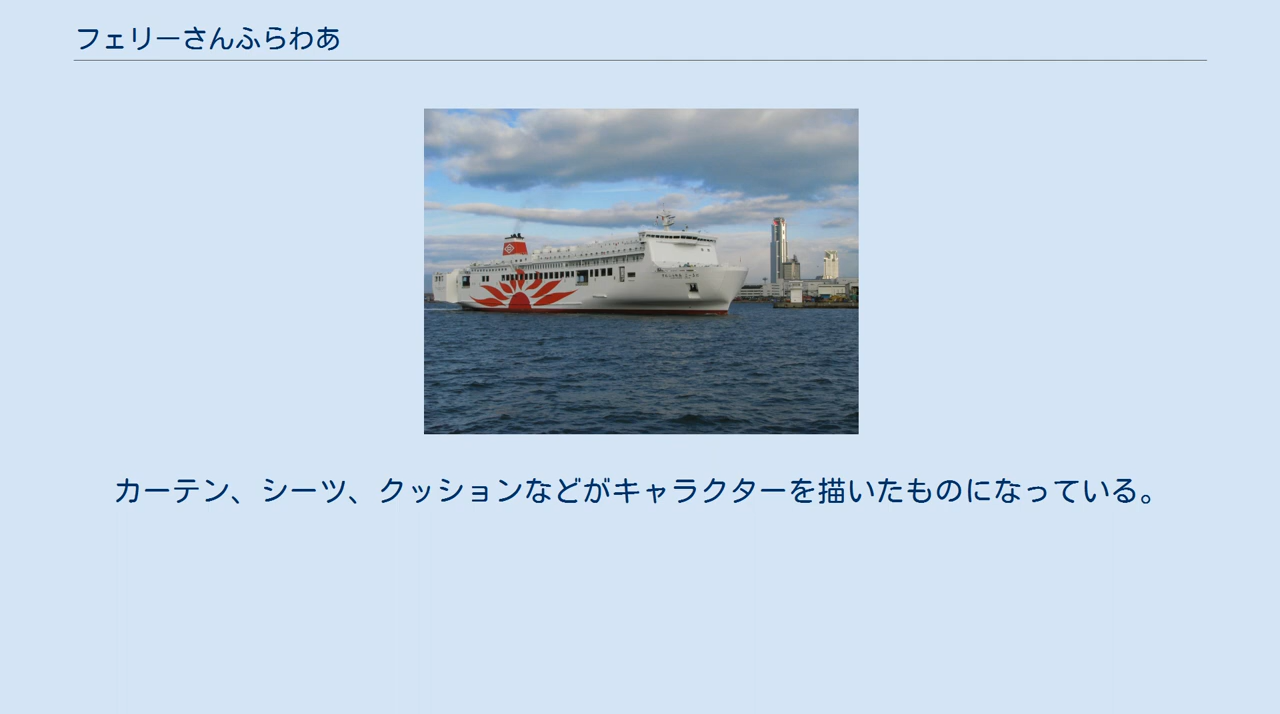 フェリーさんふらわあ
カーテン、シーツ、クッションなどがキャラクターを描いたものになっている。